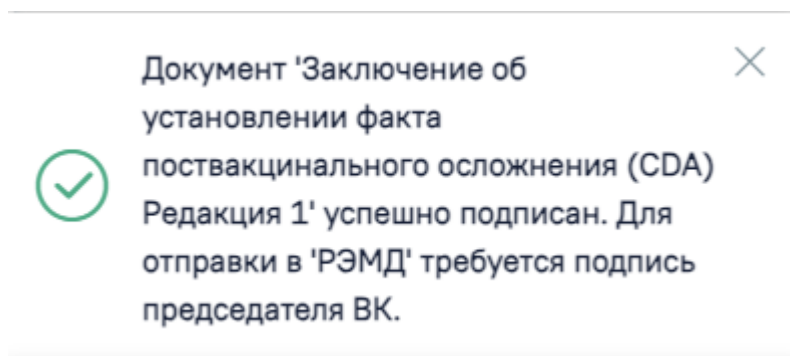 Документ 'Заключение об
установлении факта
поствакцинального осложнения (CDA)
Редакция 1' успешно подписан. Для
отправки в 'РЭМД' требуется подпись
председателя ВК.